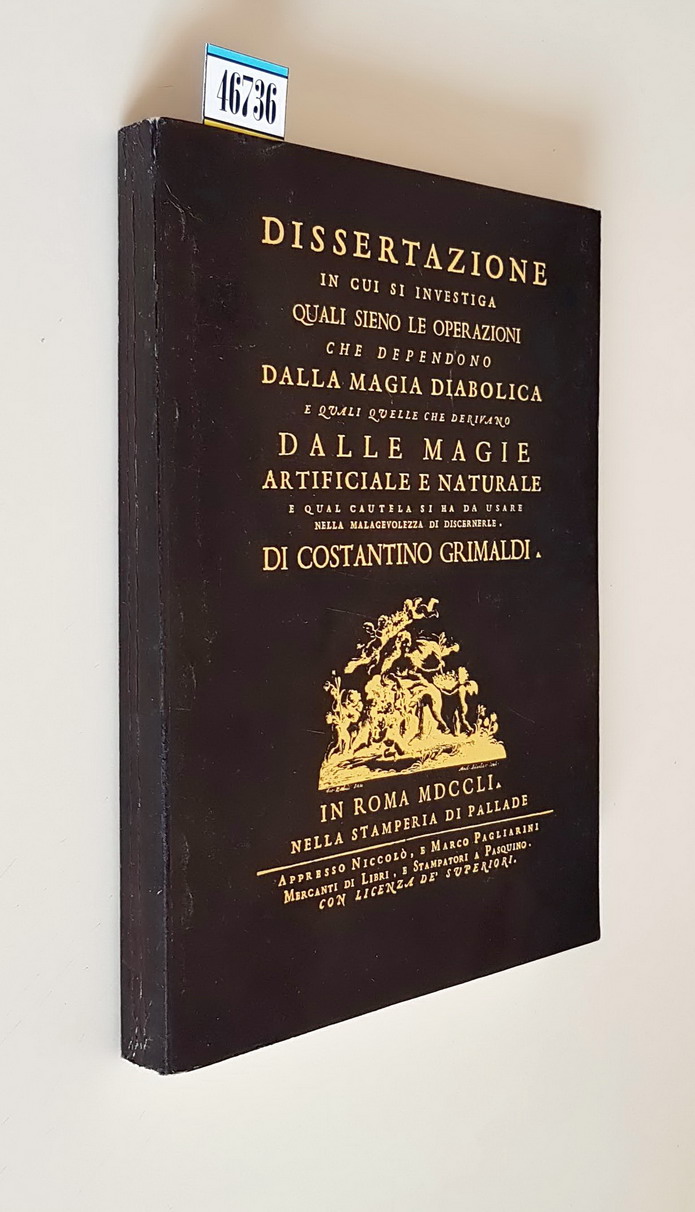 46736
DISSERTAZIONE
IN CUI SI INVESTIGA
QUALI SIENO LE OPERAZIONI
CHE DEPENDONO
DALLA MAGIA DIABOLICA
E QUALI QUELLE CHE DERIVANO
DALLE MAGIE
ARTIFICIALE E NATURALE
E QUAL CAUTELA SI HA DA USARE
NELLA MALAGEVOLEZZA DI DISCERNERLE.
DI COSTANTINO GRIMALDI.
IN ROMA MDCCLI.
NELLA STAMPERIA DI PALLADE
APPRESSO NICCOLÒ, E MARCO PAGLIARINI
MERCANTI DI LIBRI, E STAMPATORI A PASQUINO.
CON LICENZA DE' SUPERIORI.